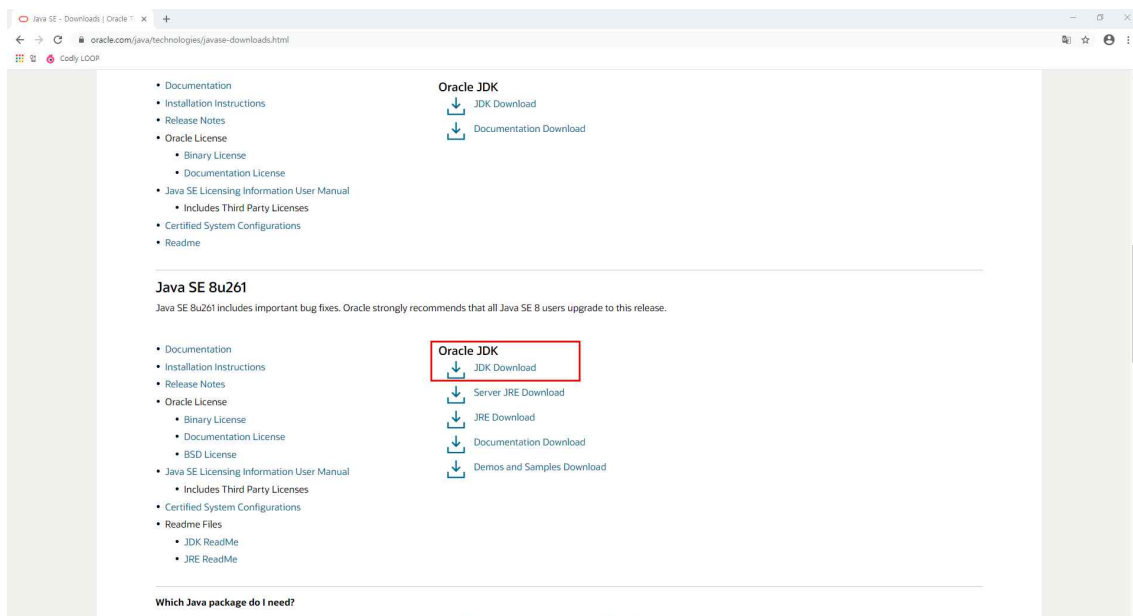 Java SE - Downloads | Oracle T
oracle.com/java/technologies/javase-downloads.html
앱
Codly LOOP
Documentation
Installation Instructions
Release Notes
Oracle License
Binary License
Documentation License
Java SE Licensing Information User Manual
Includes Third Party Licenses
Certified System Configurations
Readme
Oracle JDK
JDK Download
Documentation Download
Java SE 8u261
Java SE 8u261 includes important bug fixes. Oracle strongly recommends that all Java SE 8 users upgrade to this release.
Documentation
Installation Instructions
Release Notes
Oracle License
Binary License
Documentation License
BSD License
Java SE Licensing Information User Manual
Includes Third Party Licenses
Certified System Configurations
Readme Files
JDK ReadMe
JRE ReadMe
Oracle JDK
JDK Download
Server JRE Download
JRE Download
Documentation Download
Demos and Samples Download
Which Java package do I need?